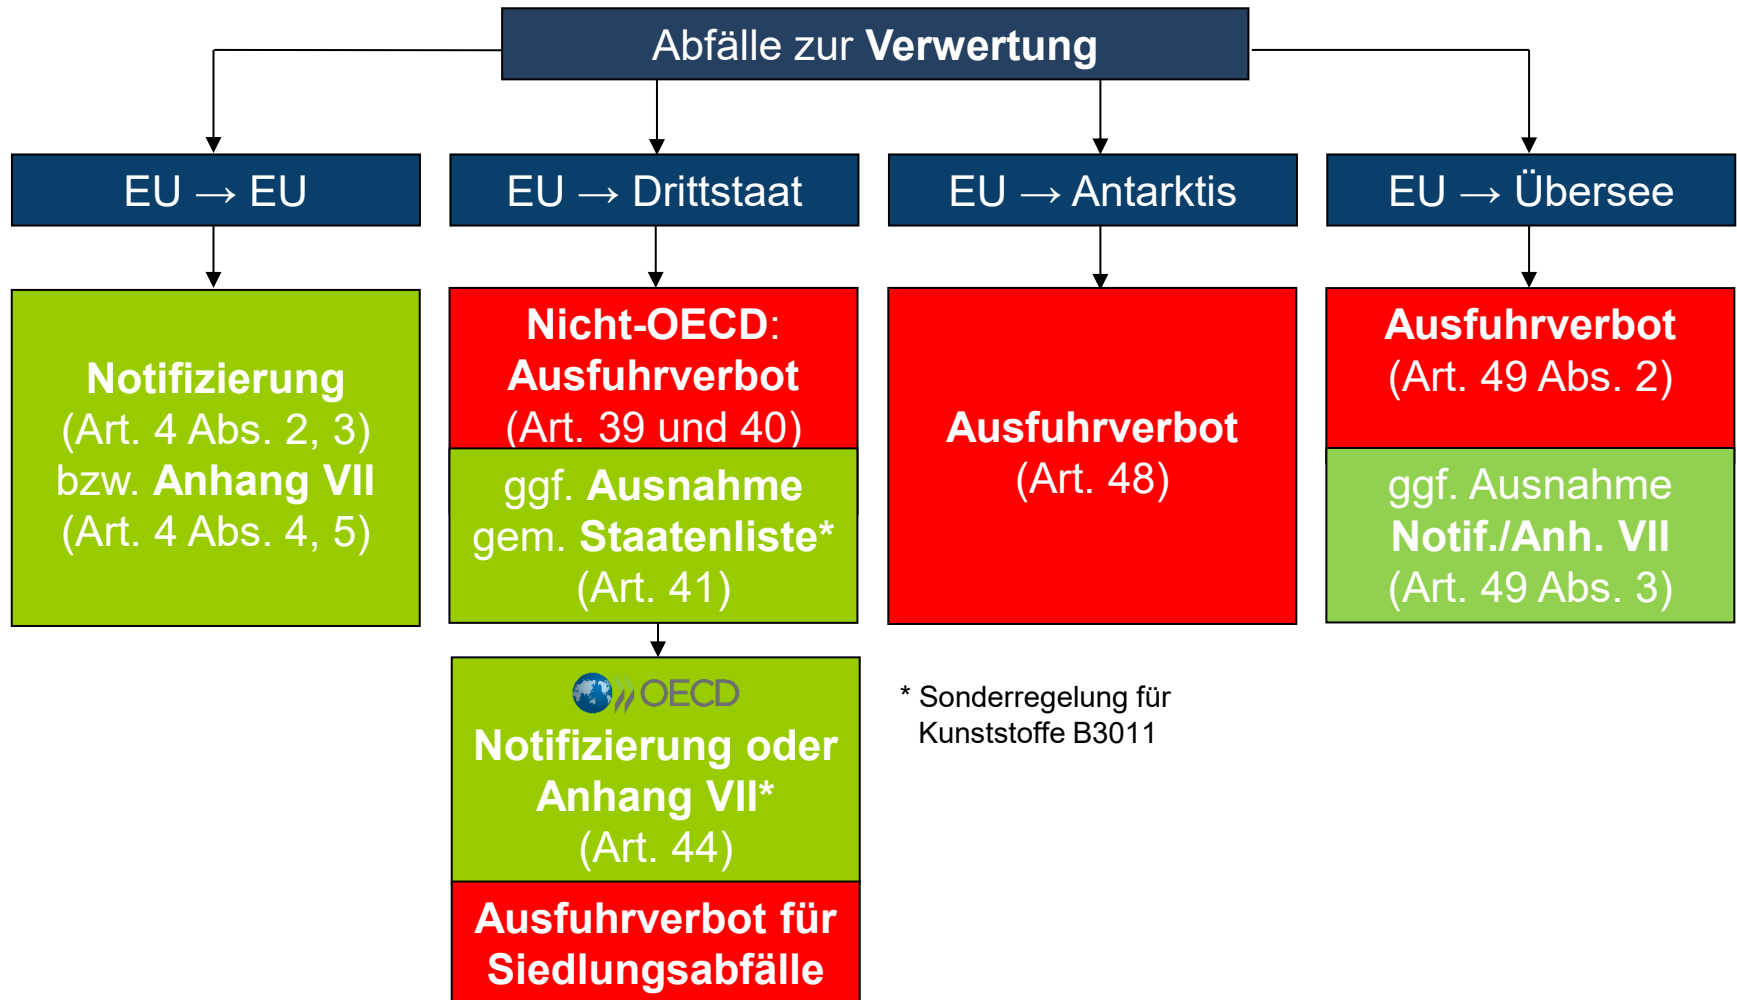 Abfälle zur Verwertung
EU → EU
EU → Drittstaat
EU → Antarktis
EU → Übersee
Notifizierung
(Art. 4 Abs. 2, 3)
bzw. Anhang VII
(Art. 4 Abs. 4, 5)
Nicht-OECD:
Ausfuhrverbot
(Art. 39 und 40)
ggf. Ausnahme
gem. Staatenliste*
(Art. 41)
OECD
Notifizierung oder
Anhang VII*
(Art. 44)
Ausfuhrverbot für
Siedlungsabfälle
Ausfuhrverbot
(Art. 48)
Ausfuhrverbot
(Art. 49 Abs. 2)
ggf. Ausnahme
Notif./Anh. VII
(Art. 49 Abs. 3)
* Sonderregelung für
Kunststoffe B3011